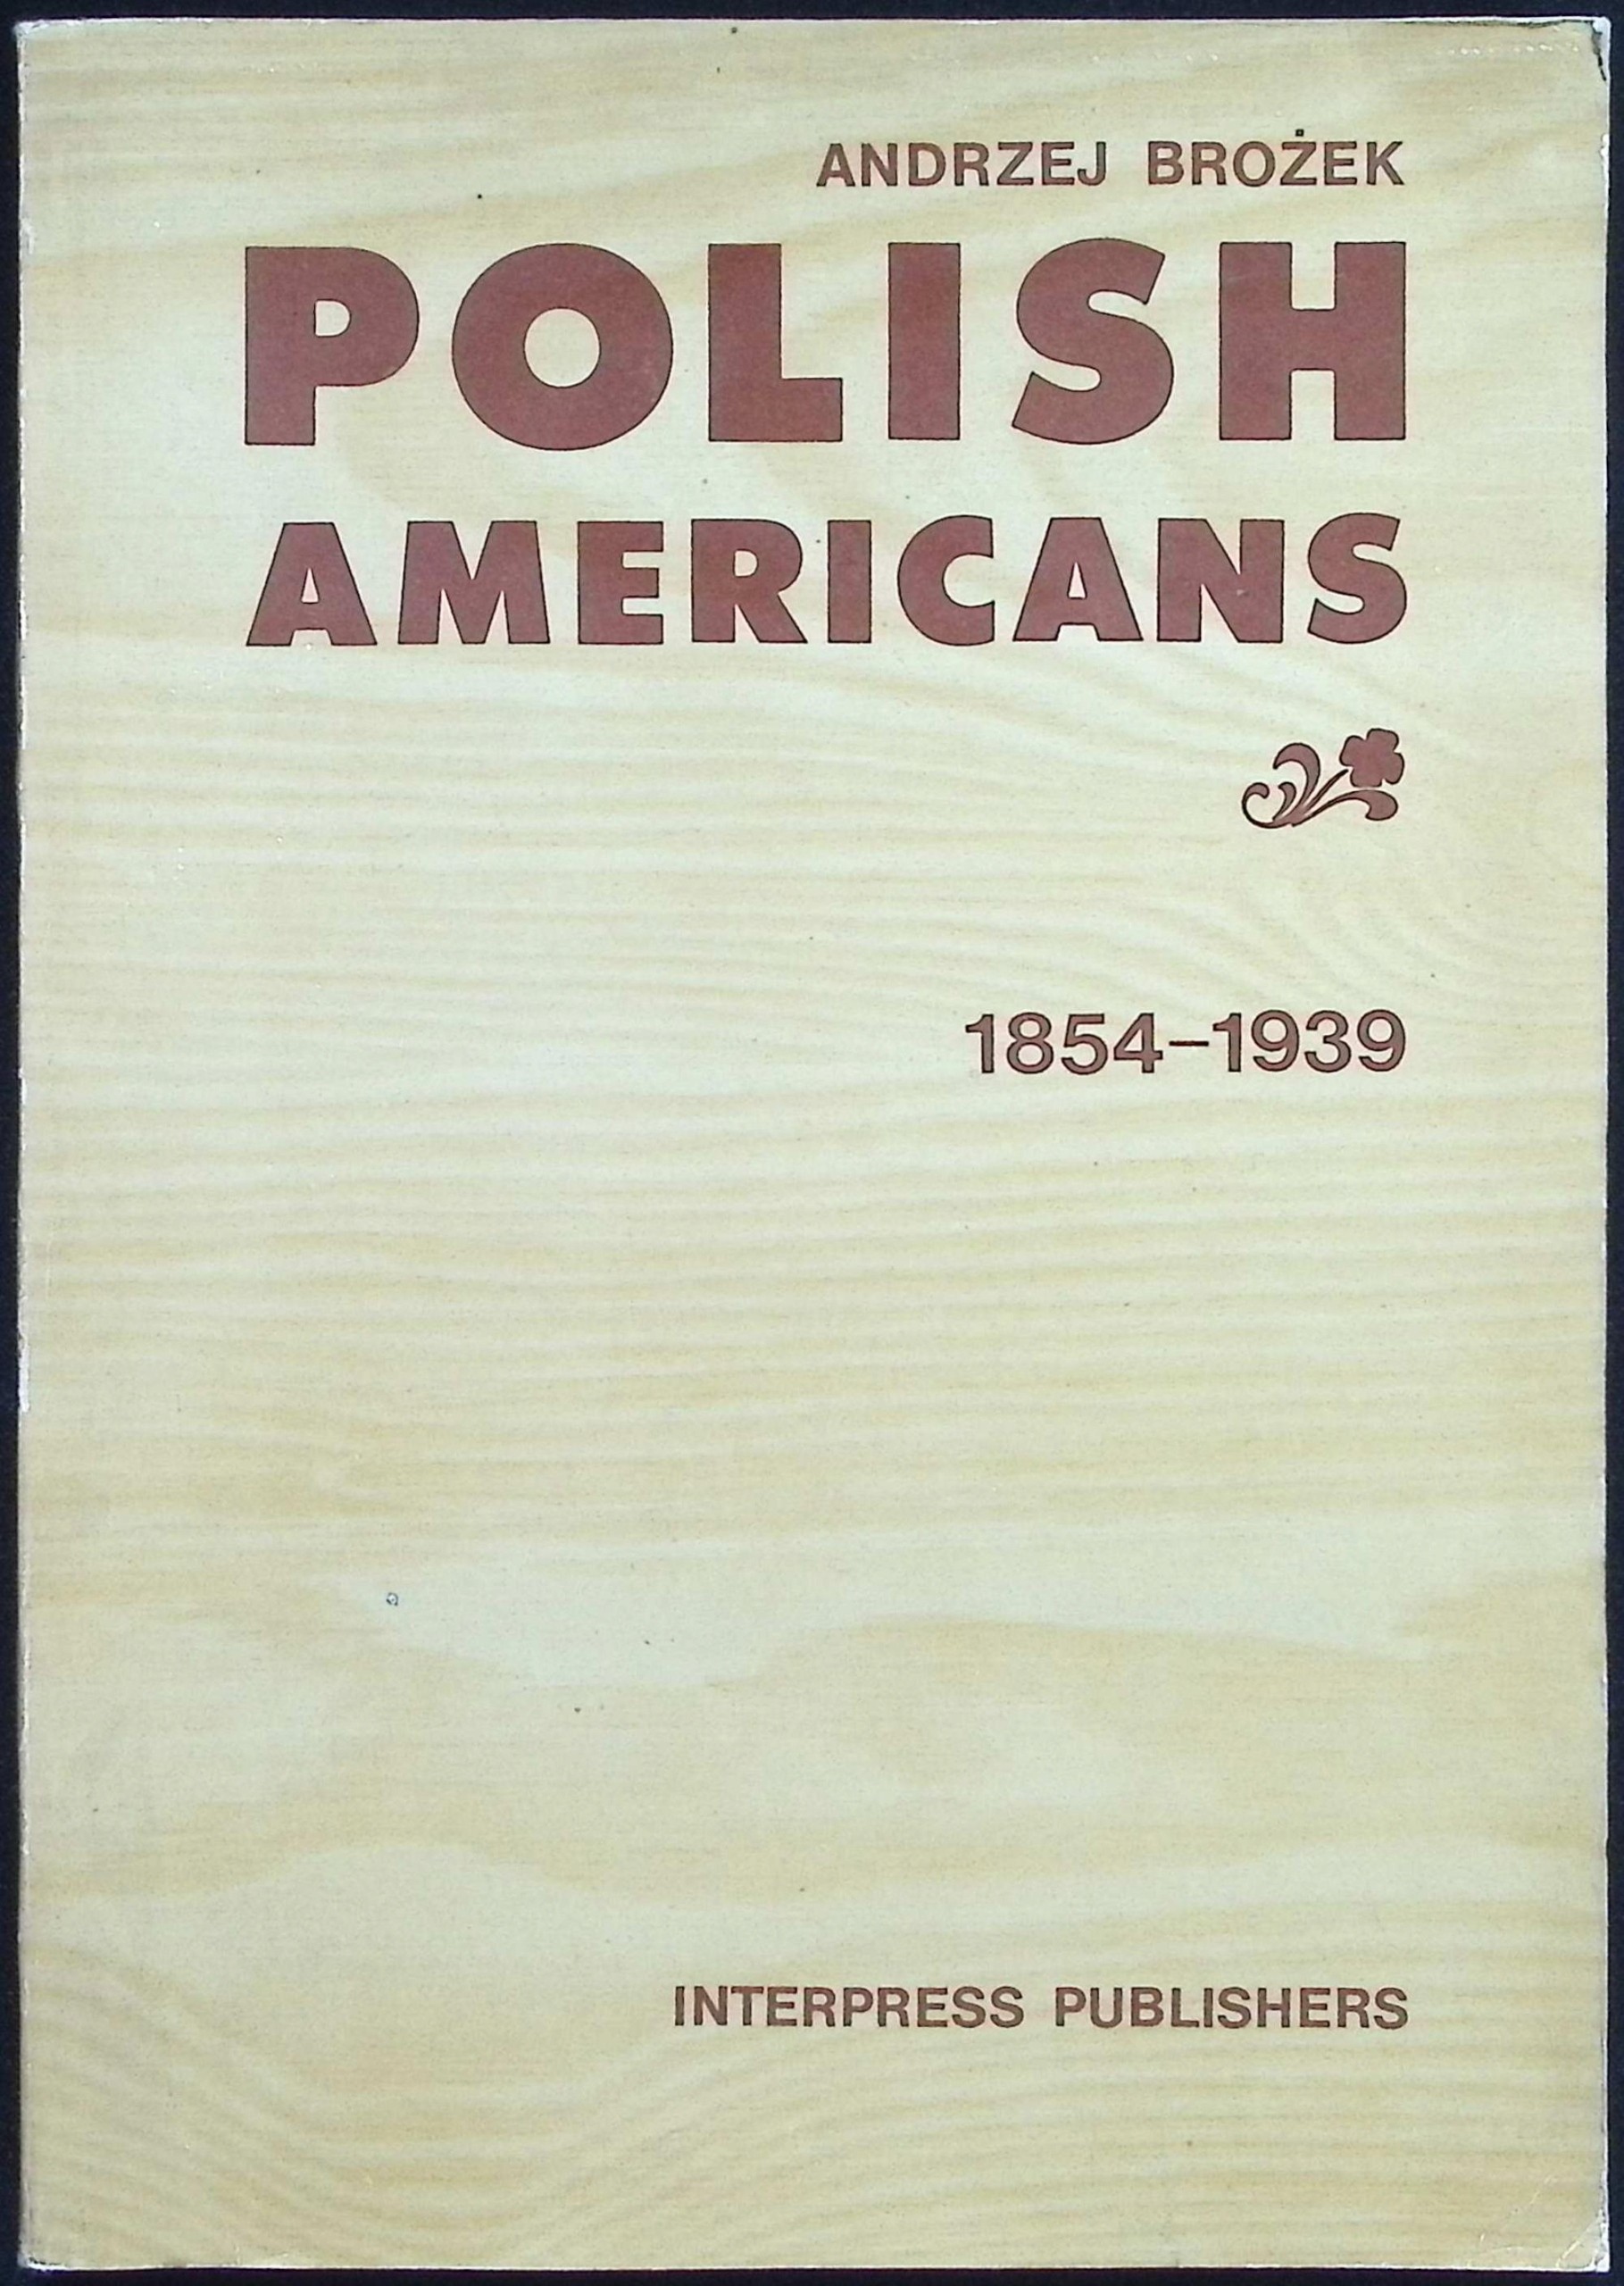 ANDRZEJ BROŻEK
POLISH
AMERICANS
1854–1939
INTERPRESS PUBLISHERS